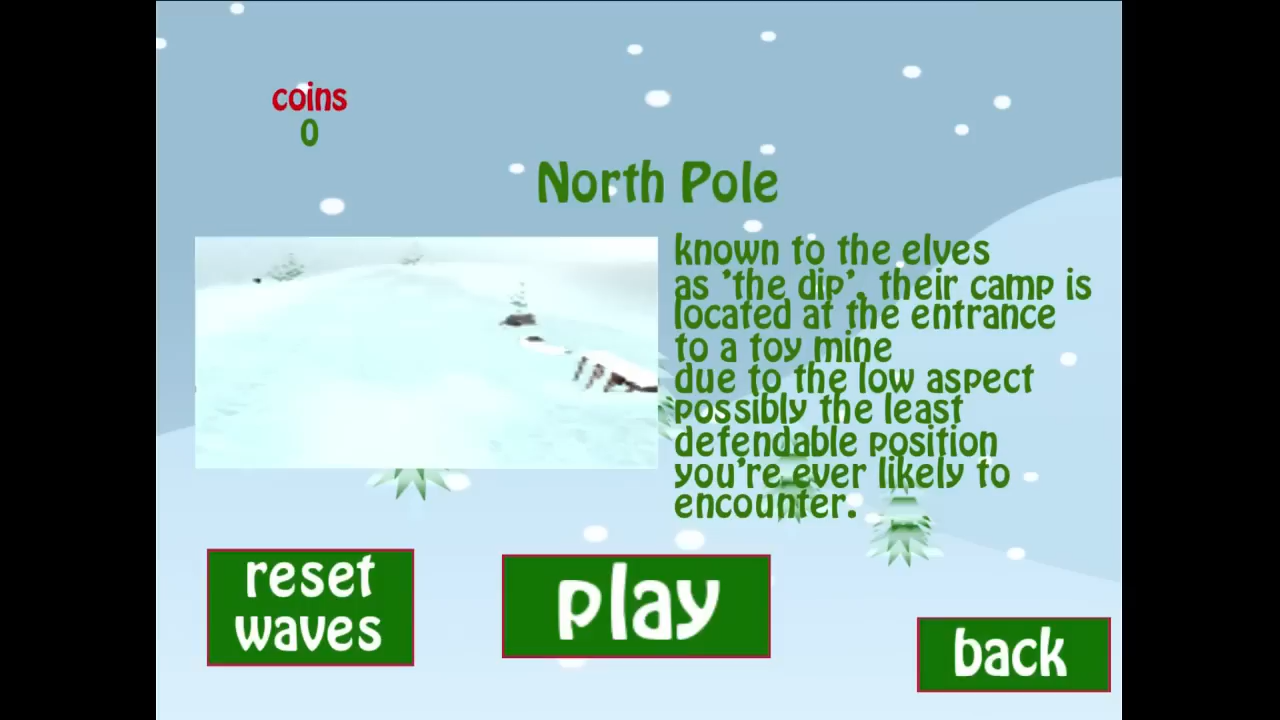 coins
0
North Pole
known to the elves
as 'the dip', their camp is
located at the entrance
to a toy mine
due to the low aspect
possibly the least
defendable position
you're ever likely to
encounter.
reset
waves
play
back